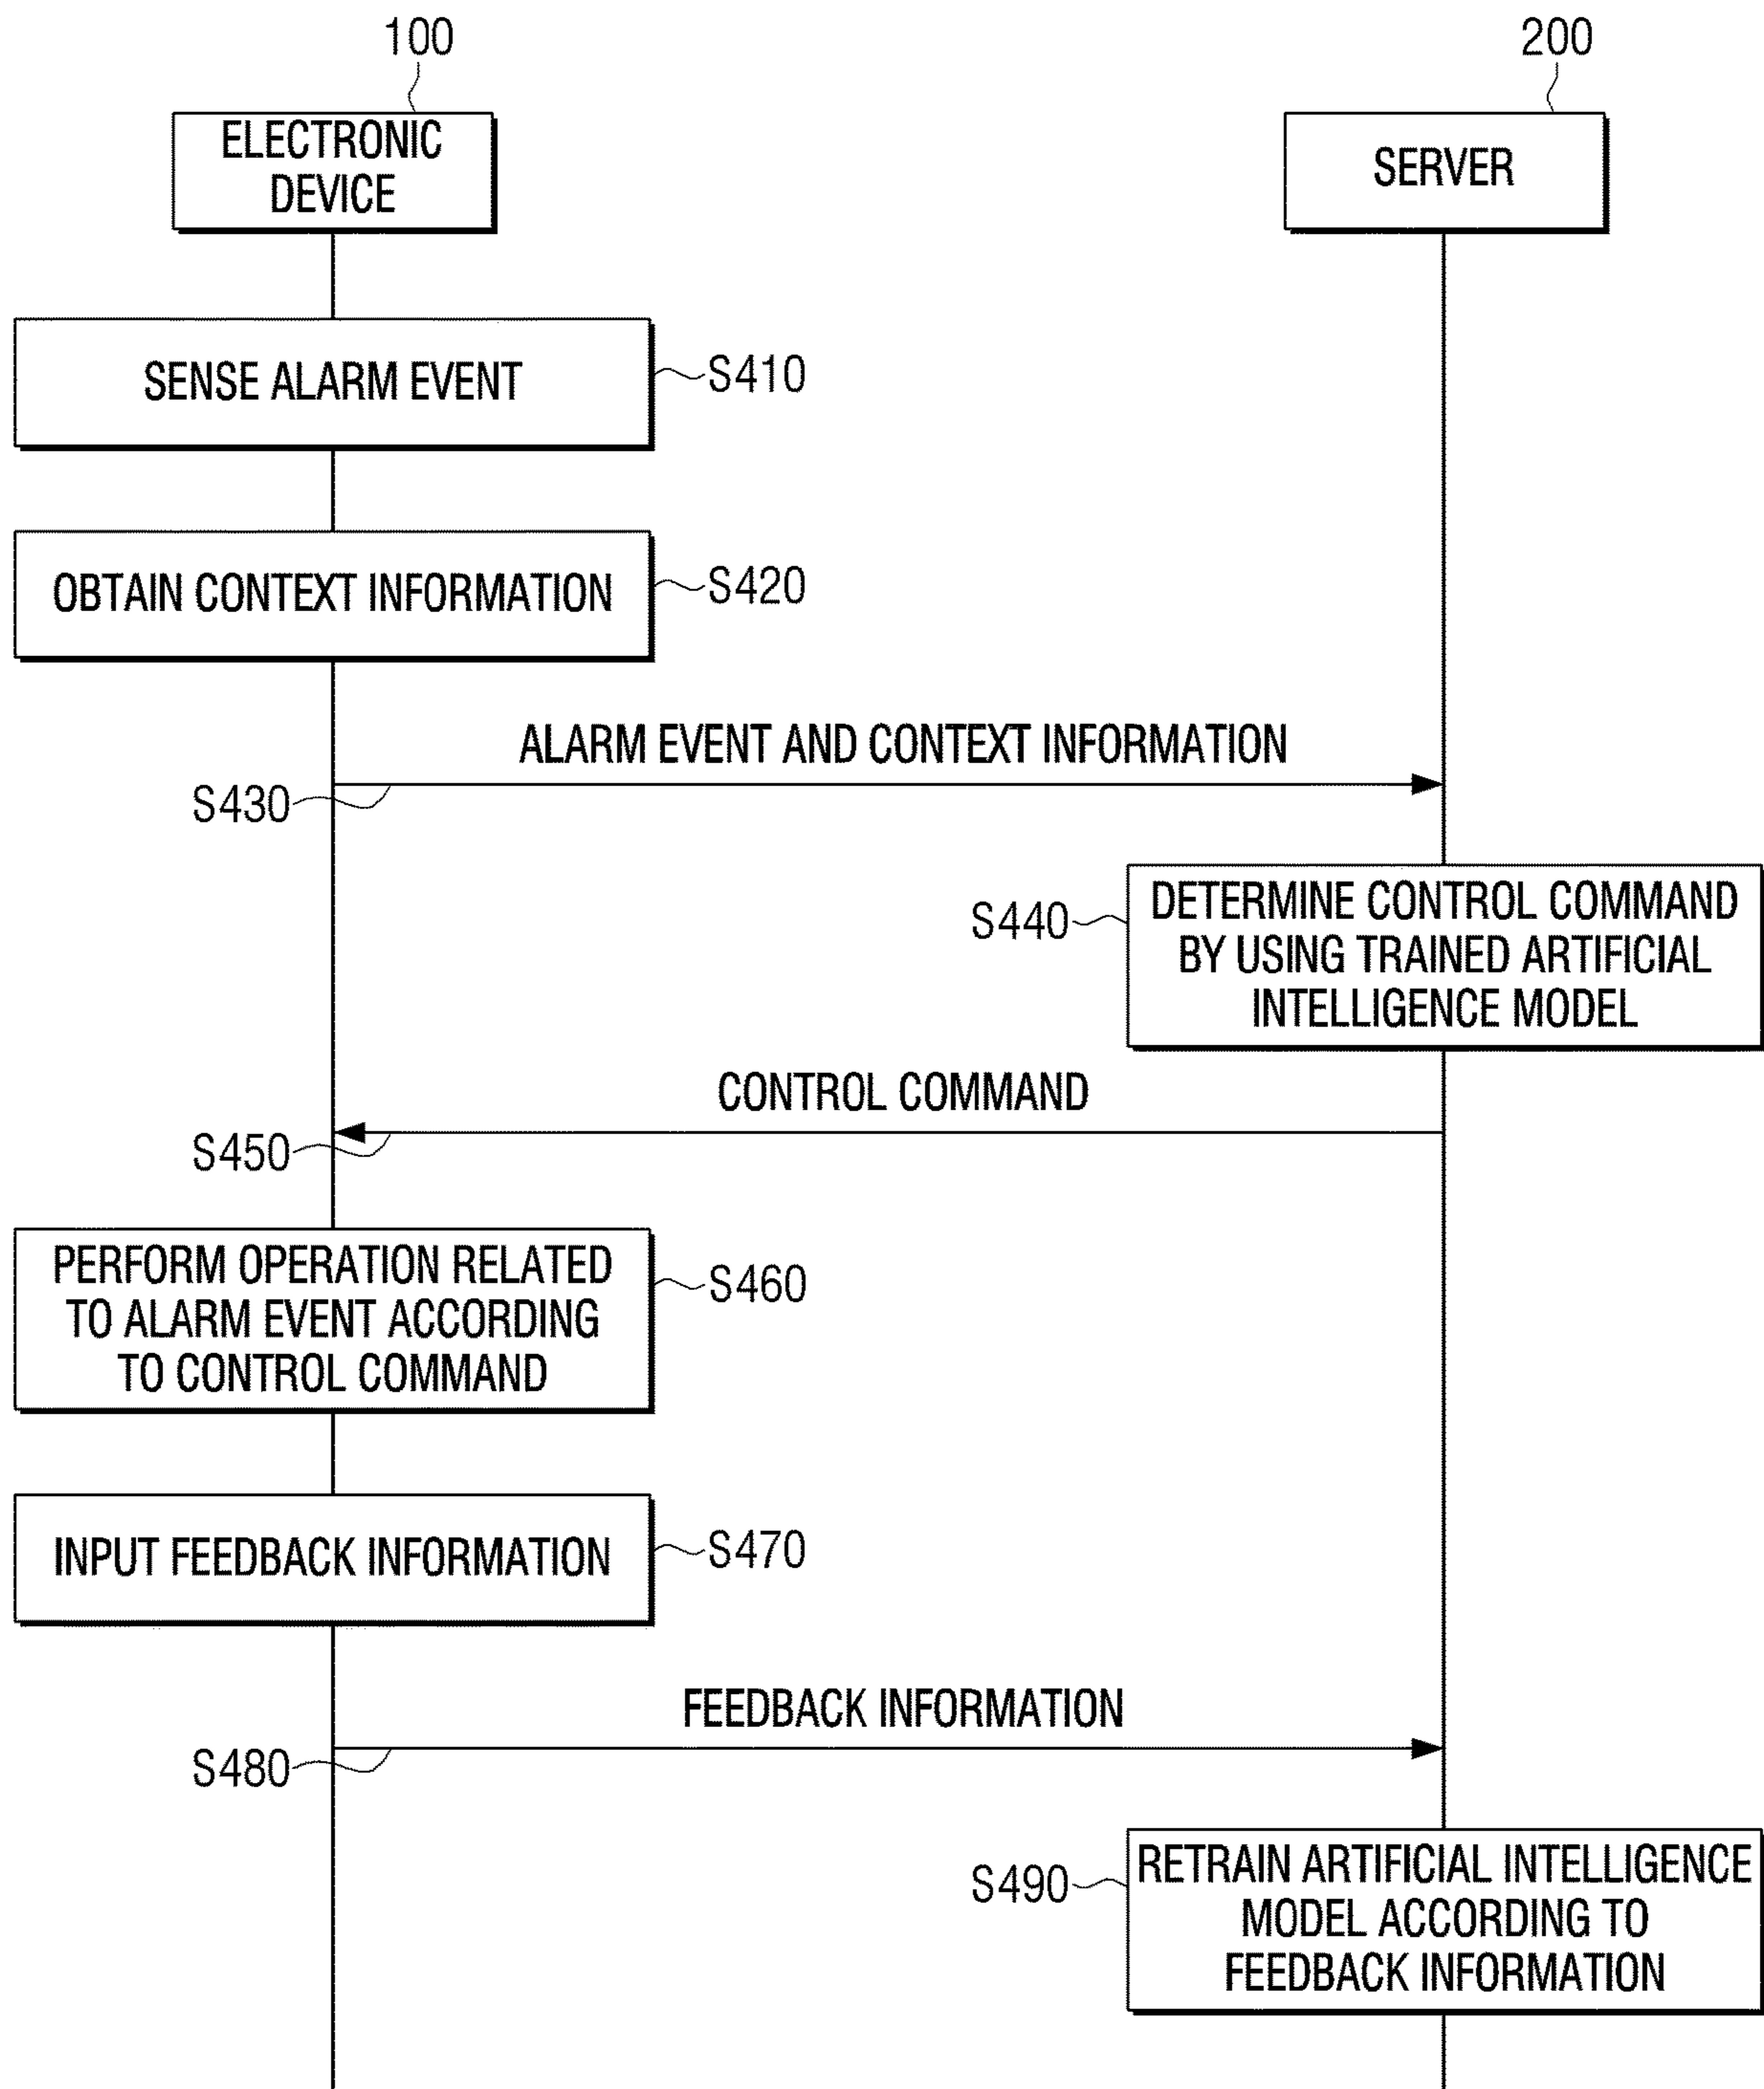 100
200
ELECTRONIC
DEVICE
SERVER
SENSE ALARM EVENT
S410
OBTAIN CONTEXT INFORMATION
S420
ALARM EVENT AND CONTEXT INFORMATION
S430
S440
DETERMINE CONTROL COMMAND
BY USING TRAINED ARTIFICIAL
INTELLIGENCE MODEL
CONTROL COMMAND
S450
PERFORM OPERATION RELATED
TO ALARM EVENT ACCORDING
TO CONTROL COMMAND
S460
INPUT FEEDBACK INFORMATION
S470
FEEDBACK INFORMATION
S480
S490
RETRAIN ARTIFICIAL INTELLIGENCE
MODEL ACCORDING TO
FEEDBACK INFORMATION